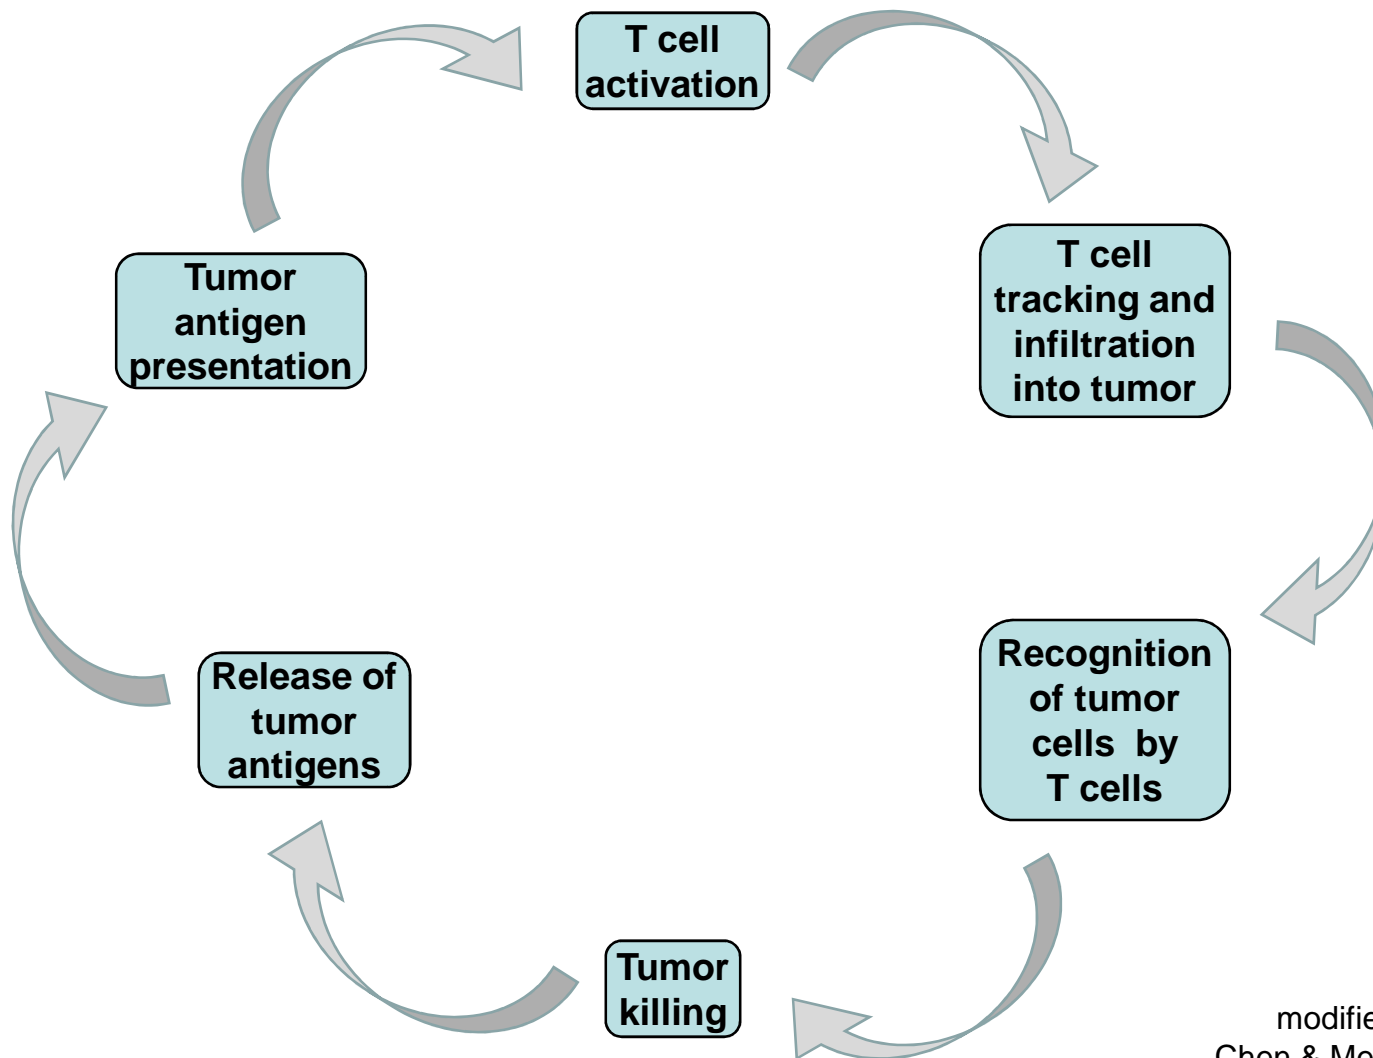 T cell
activation
T cell
tracking and
infiltration
into tumor
Recognition
of tumor
cells by
T cells
Tumor
killing
Release of
tumor
antigens
Tumor
antigen
presentation
Chen &